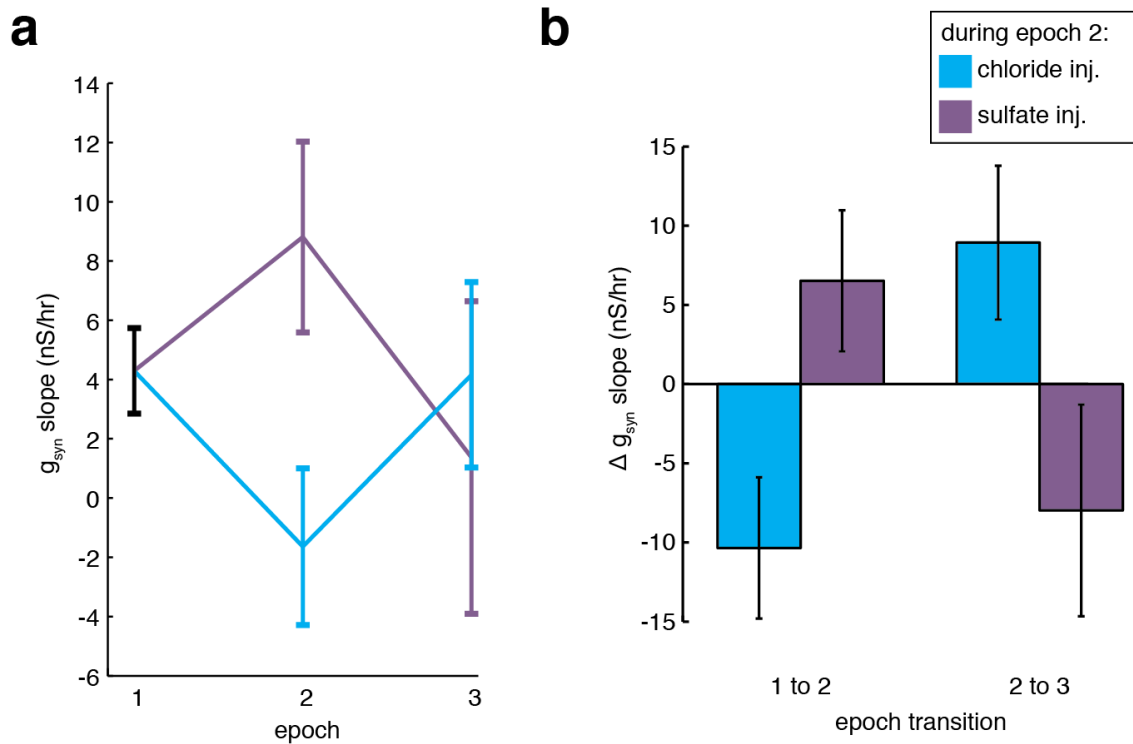 a
14
12
10
8
6
4
2
0
-2
-4
-6
g_syn slope (nS/hr)
1 2 3
epoch
b
during epoch 2:
chloride inj.
sulfate inj.
15
10
5
0
-5
-10
-15
Δ g_syn slope (nS/hr)
1 to 2 2 to 3
epoch transition